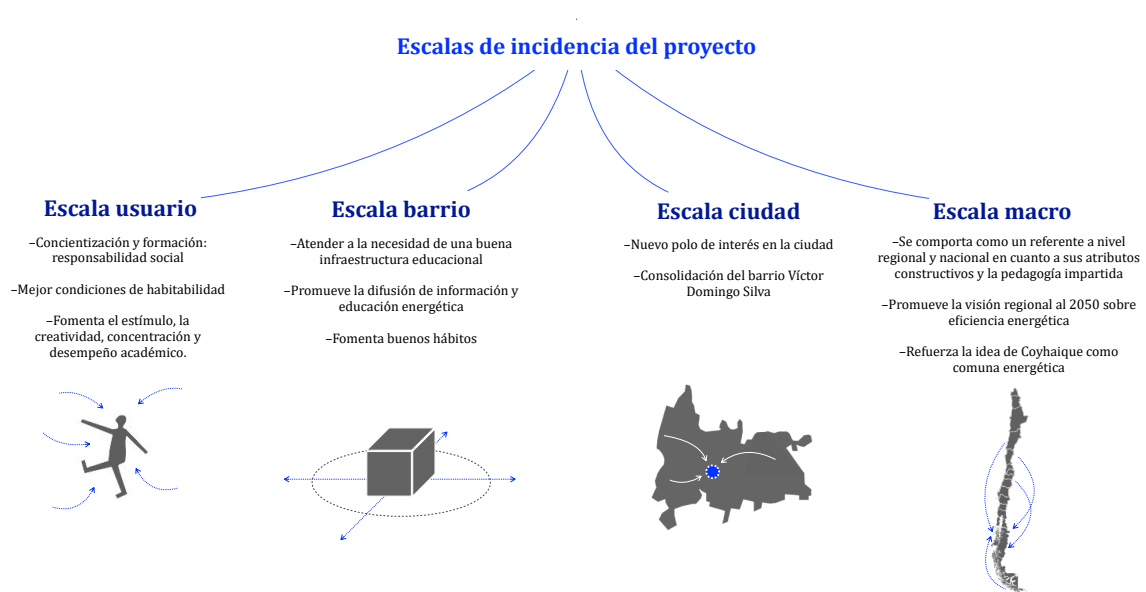 Escalas de incidencia del proyecto
Escala usuario
–Concientización y formación:
responsabilidad social
–Mejor condiciones de habitabilidad
–Fomenta el estímulo, la
creatividad, concentración y
desempeño académico.
Escala barrio
–Atender a la necesidad de una buena
infraestructura educacional
–Promueve la difusión de información y
educación energética
–Fomenta buenos hábitos
Escala ciudad
–Nuevo polo de interés en la ciudad
–Consolidación del barrio Víctor
Domingo Silva
Escala macro
–Se comporta como un referente a nivel
regional y nacional en cuanto a sus atributos
constructivos y la pedagogía impartida
–Promueve la visión regional al 2050 sobre
eficiencia energética
–Refuerza la idea de Coyhaique como
comuna energética